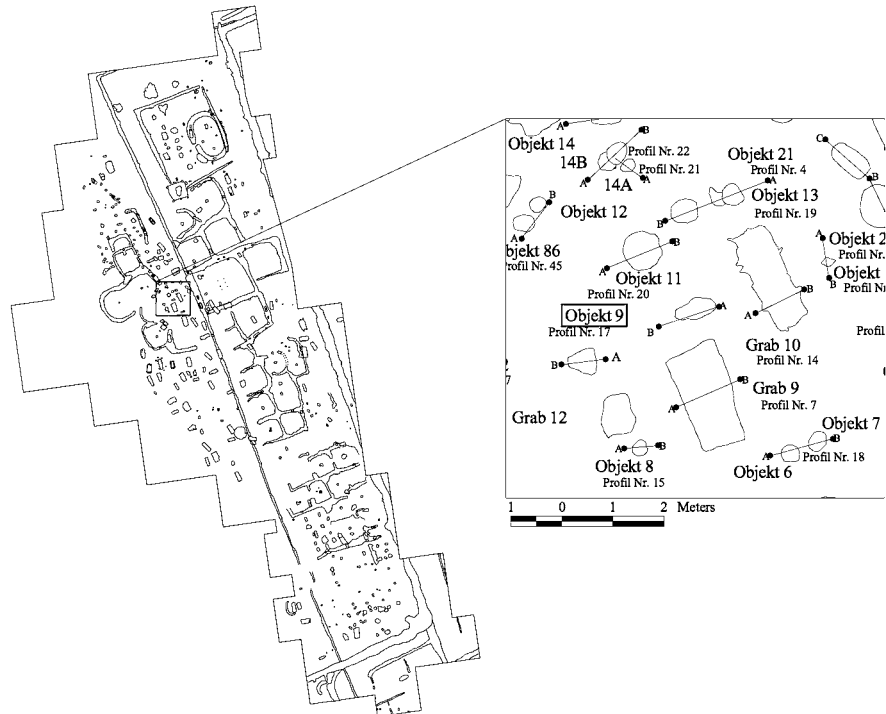 A B
Objekt 14
B
Profil Nr. 22
14B
Profil Nr. 21
Objekt 21
C
A
14A
A
Profil Nr. 4
A
B
B
Objekt 13
Objekt 12
B
Profil Nr. 19
A
bjekt 86
B
A
Objekt 2
Profil Nr. 45
A
Objekt 11
Profil Nr. 20
B
Objekt 9
A
B
Profil Nr. 17
B
A
Grab 10
Profil Nr. 14
B
A
7
Grab 9
B
Grab 12
A
Profil Nr. 7
Objekt 7
A
B
A
B
Profil Nr. 18
Objekt 8
Objekt 6
Profil Nr. 15
1 0 2 Meters